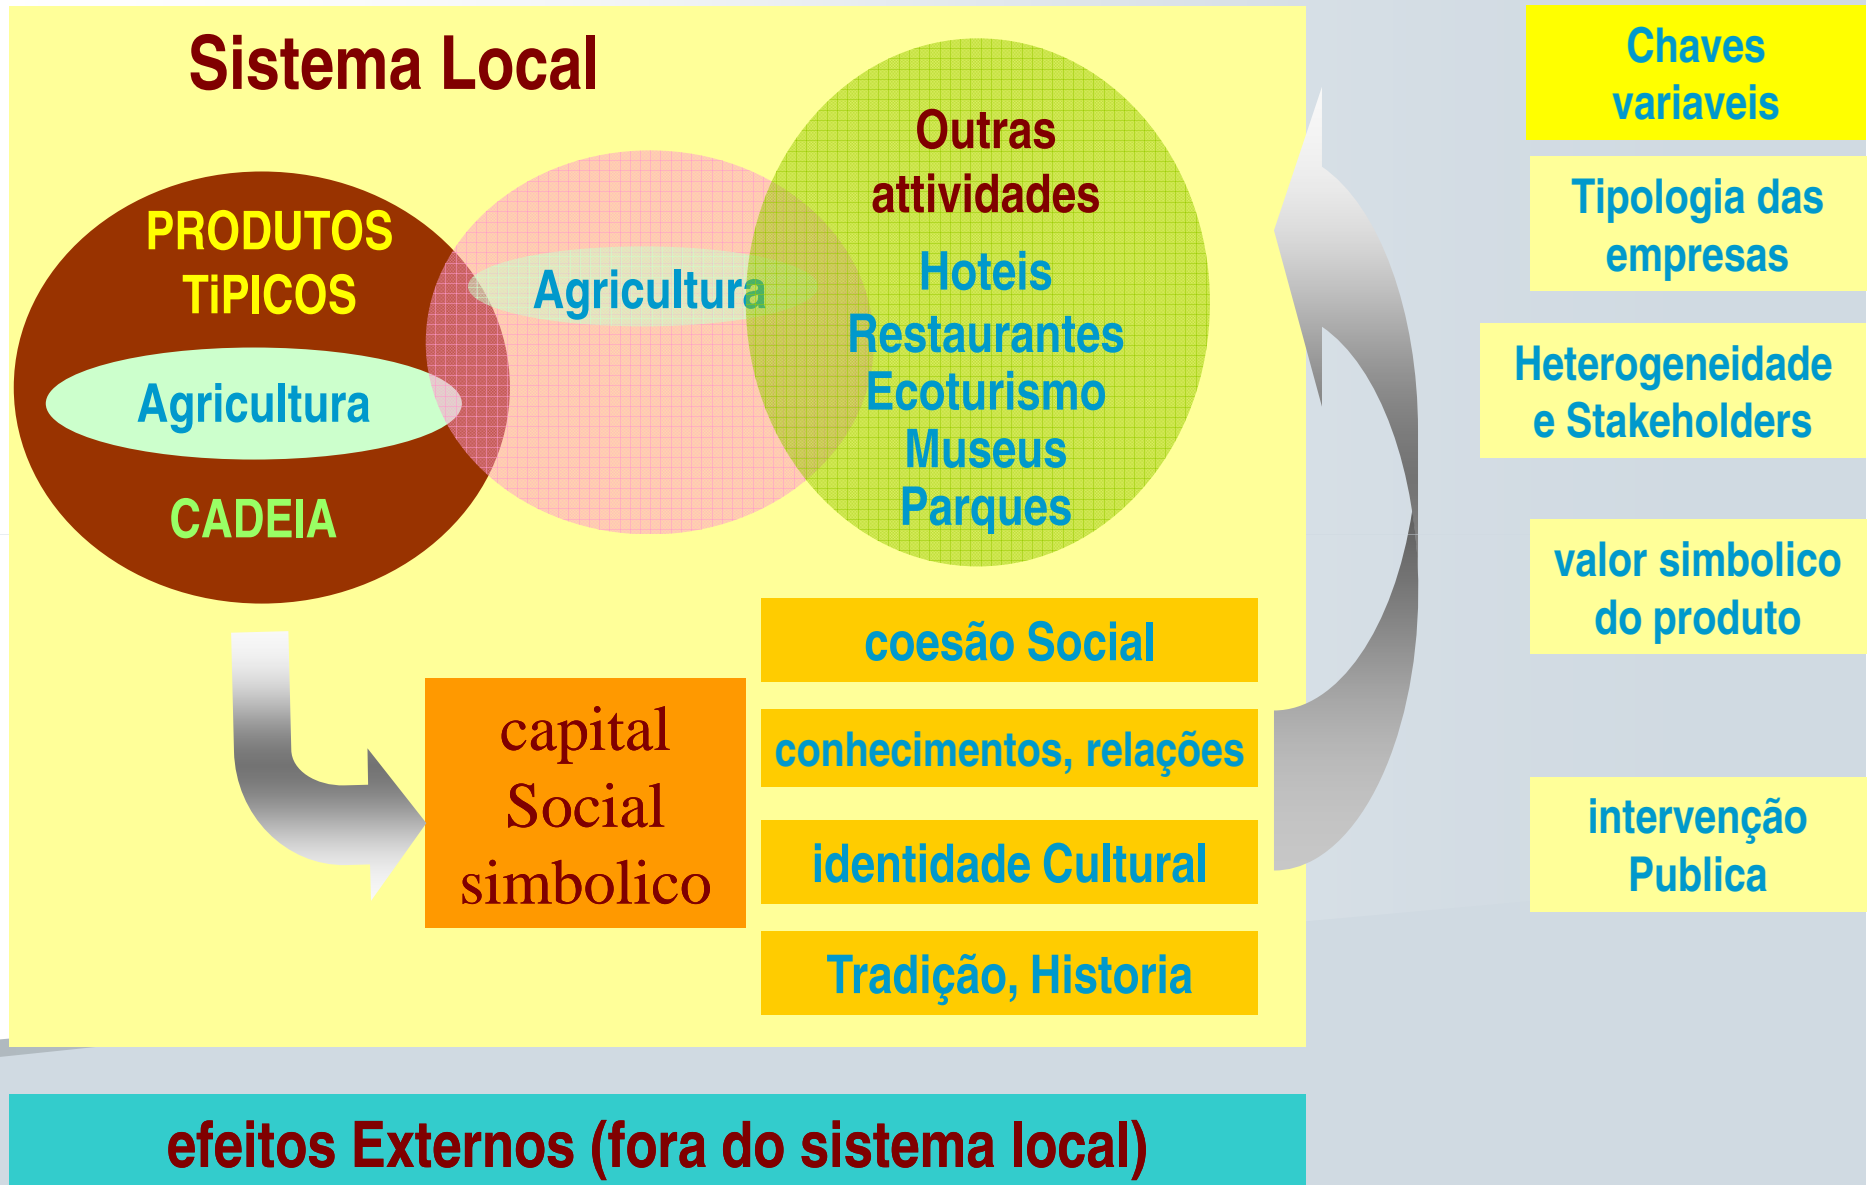 Sistema Local
PRODUTOS
TiPICOS
Agricultura
CADEIA
Agricultura
Outras
attividades
Hoteis
Restaurantes
Ecoturismo
Museus
Parques
capital
Social
simbolico
coesão Social
conhecimentos, relações
identidade Cultural
Tradição, Historia
efeitos Externos (fora do sistema local)
Chaves
variaveis
Tipologia das
empresas
Heterogeneidade
e Stakeholders
valor simbolico
do produto
intervenção
Publica